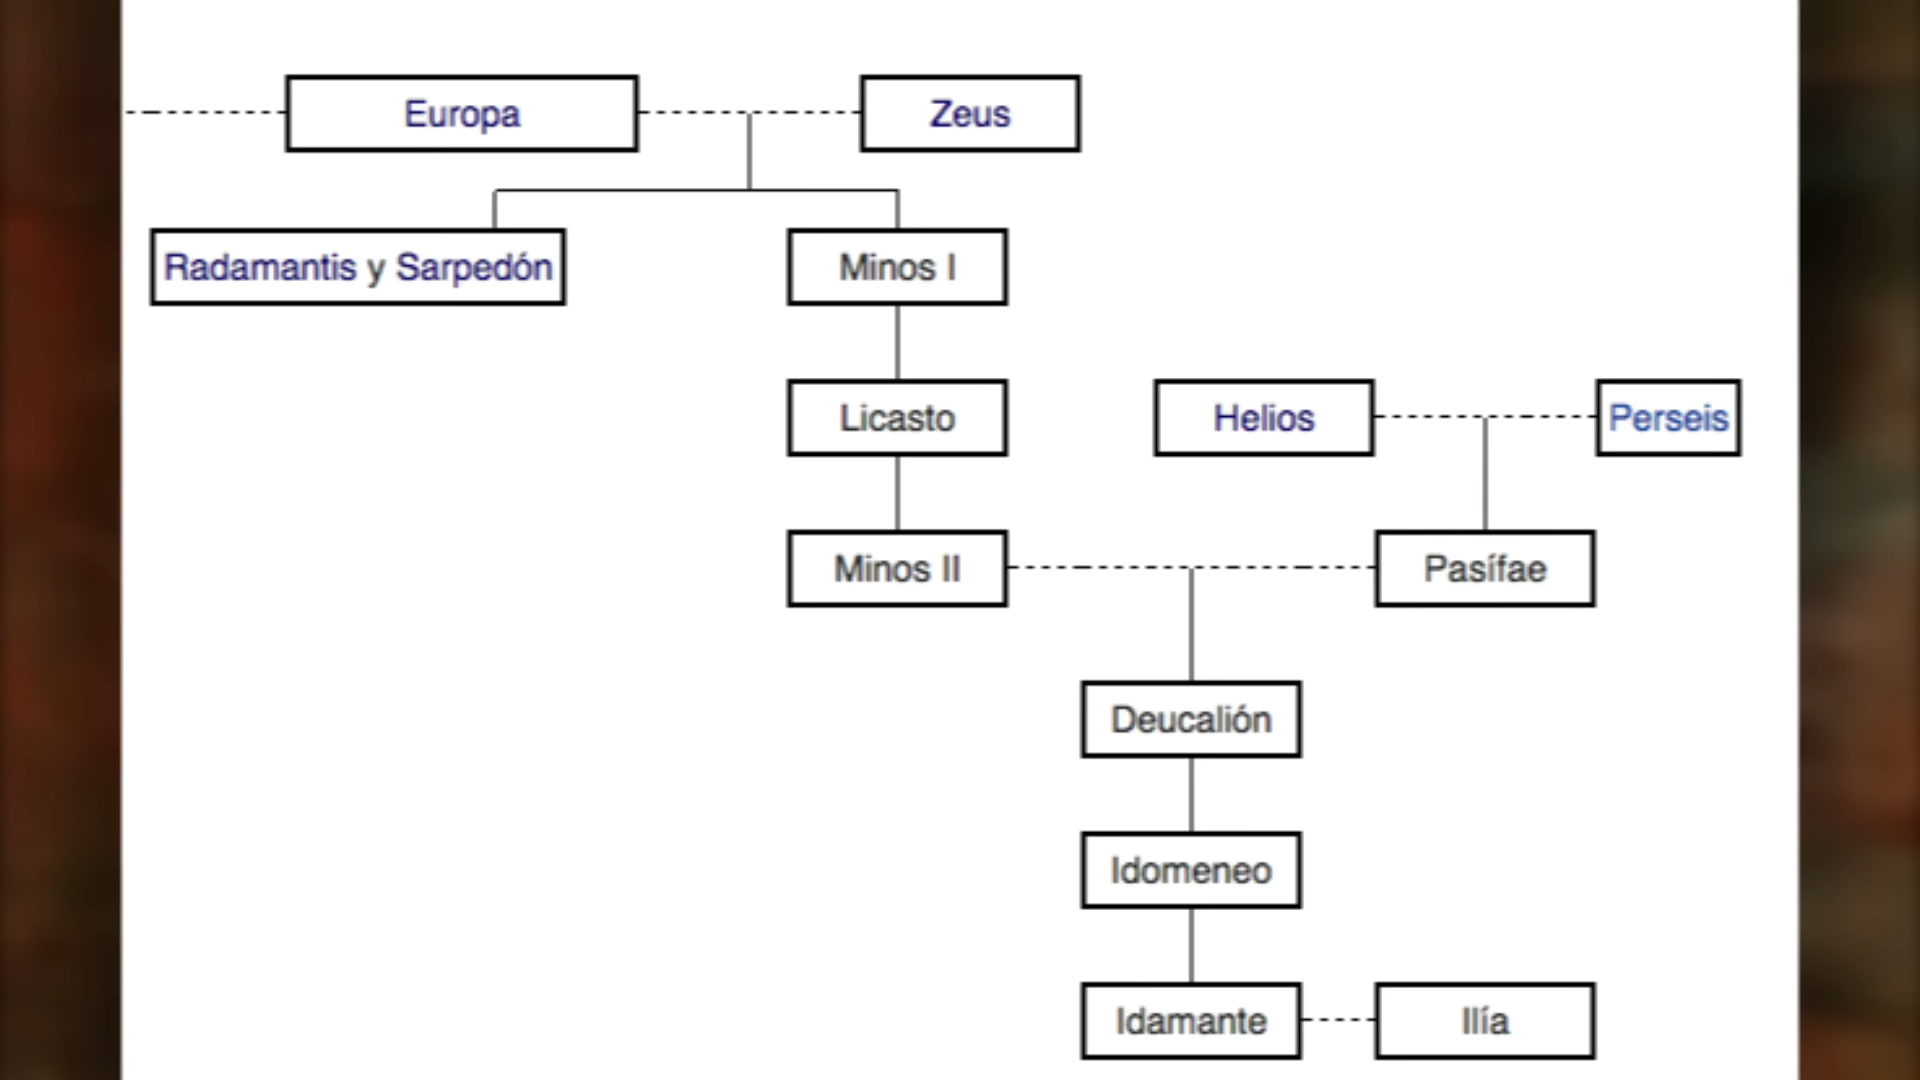 Europa
Zeus
Radamantis y Sarpedón
Minos I
Licasto
Helios
Perseis
Minos II
Pasífae
Deucalión
Idomeneo
Idamante
Ilía